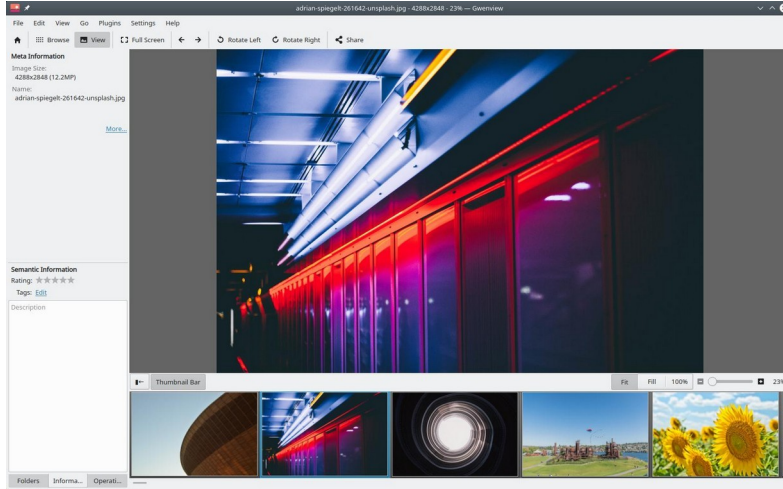 adrian-spiegelt-261642-unsplash.jpg - 4288x2848 - 23% — Gwenview
File Edit View Go Plugins Settings Help
Browse View Full Screen Rotate Left Rotate Right Share
Meta Information
Image Size:
4288x2848 (12.2MP)
Name:
adrian-spiegelt-261642-unsplash.jpg
More...
Semantic Information
Rating:
Tags: Edit
Description
Thumbnail Bar Fit Fill 100% 23%
Folders Informa... Operati...